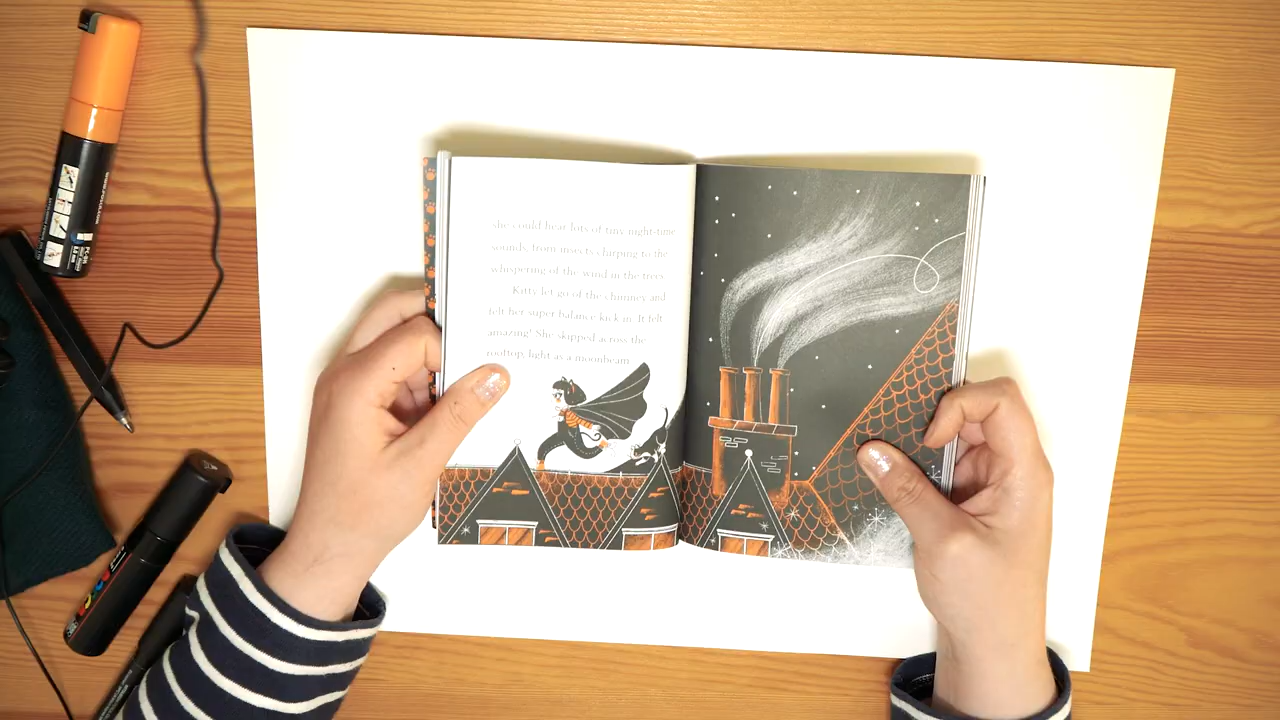 she could hear lots of tiny night-time
sounds, from insects chirping to the
whispering of the wind in the trees.
Kitty let go of the chimney and
felt her super balance kick in. It felt
amazing! She skipped across the
rooftop, light as a moonbeam